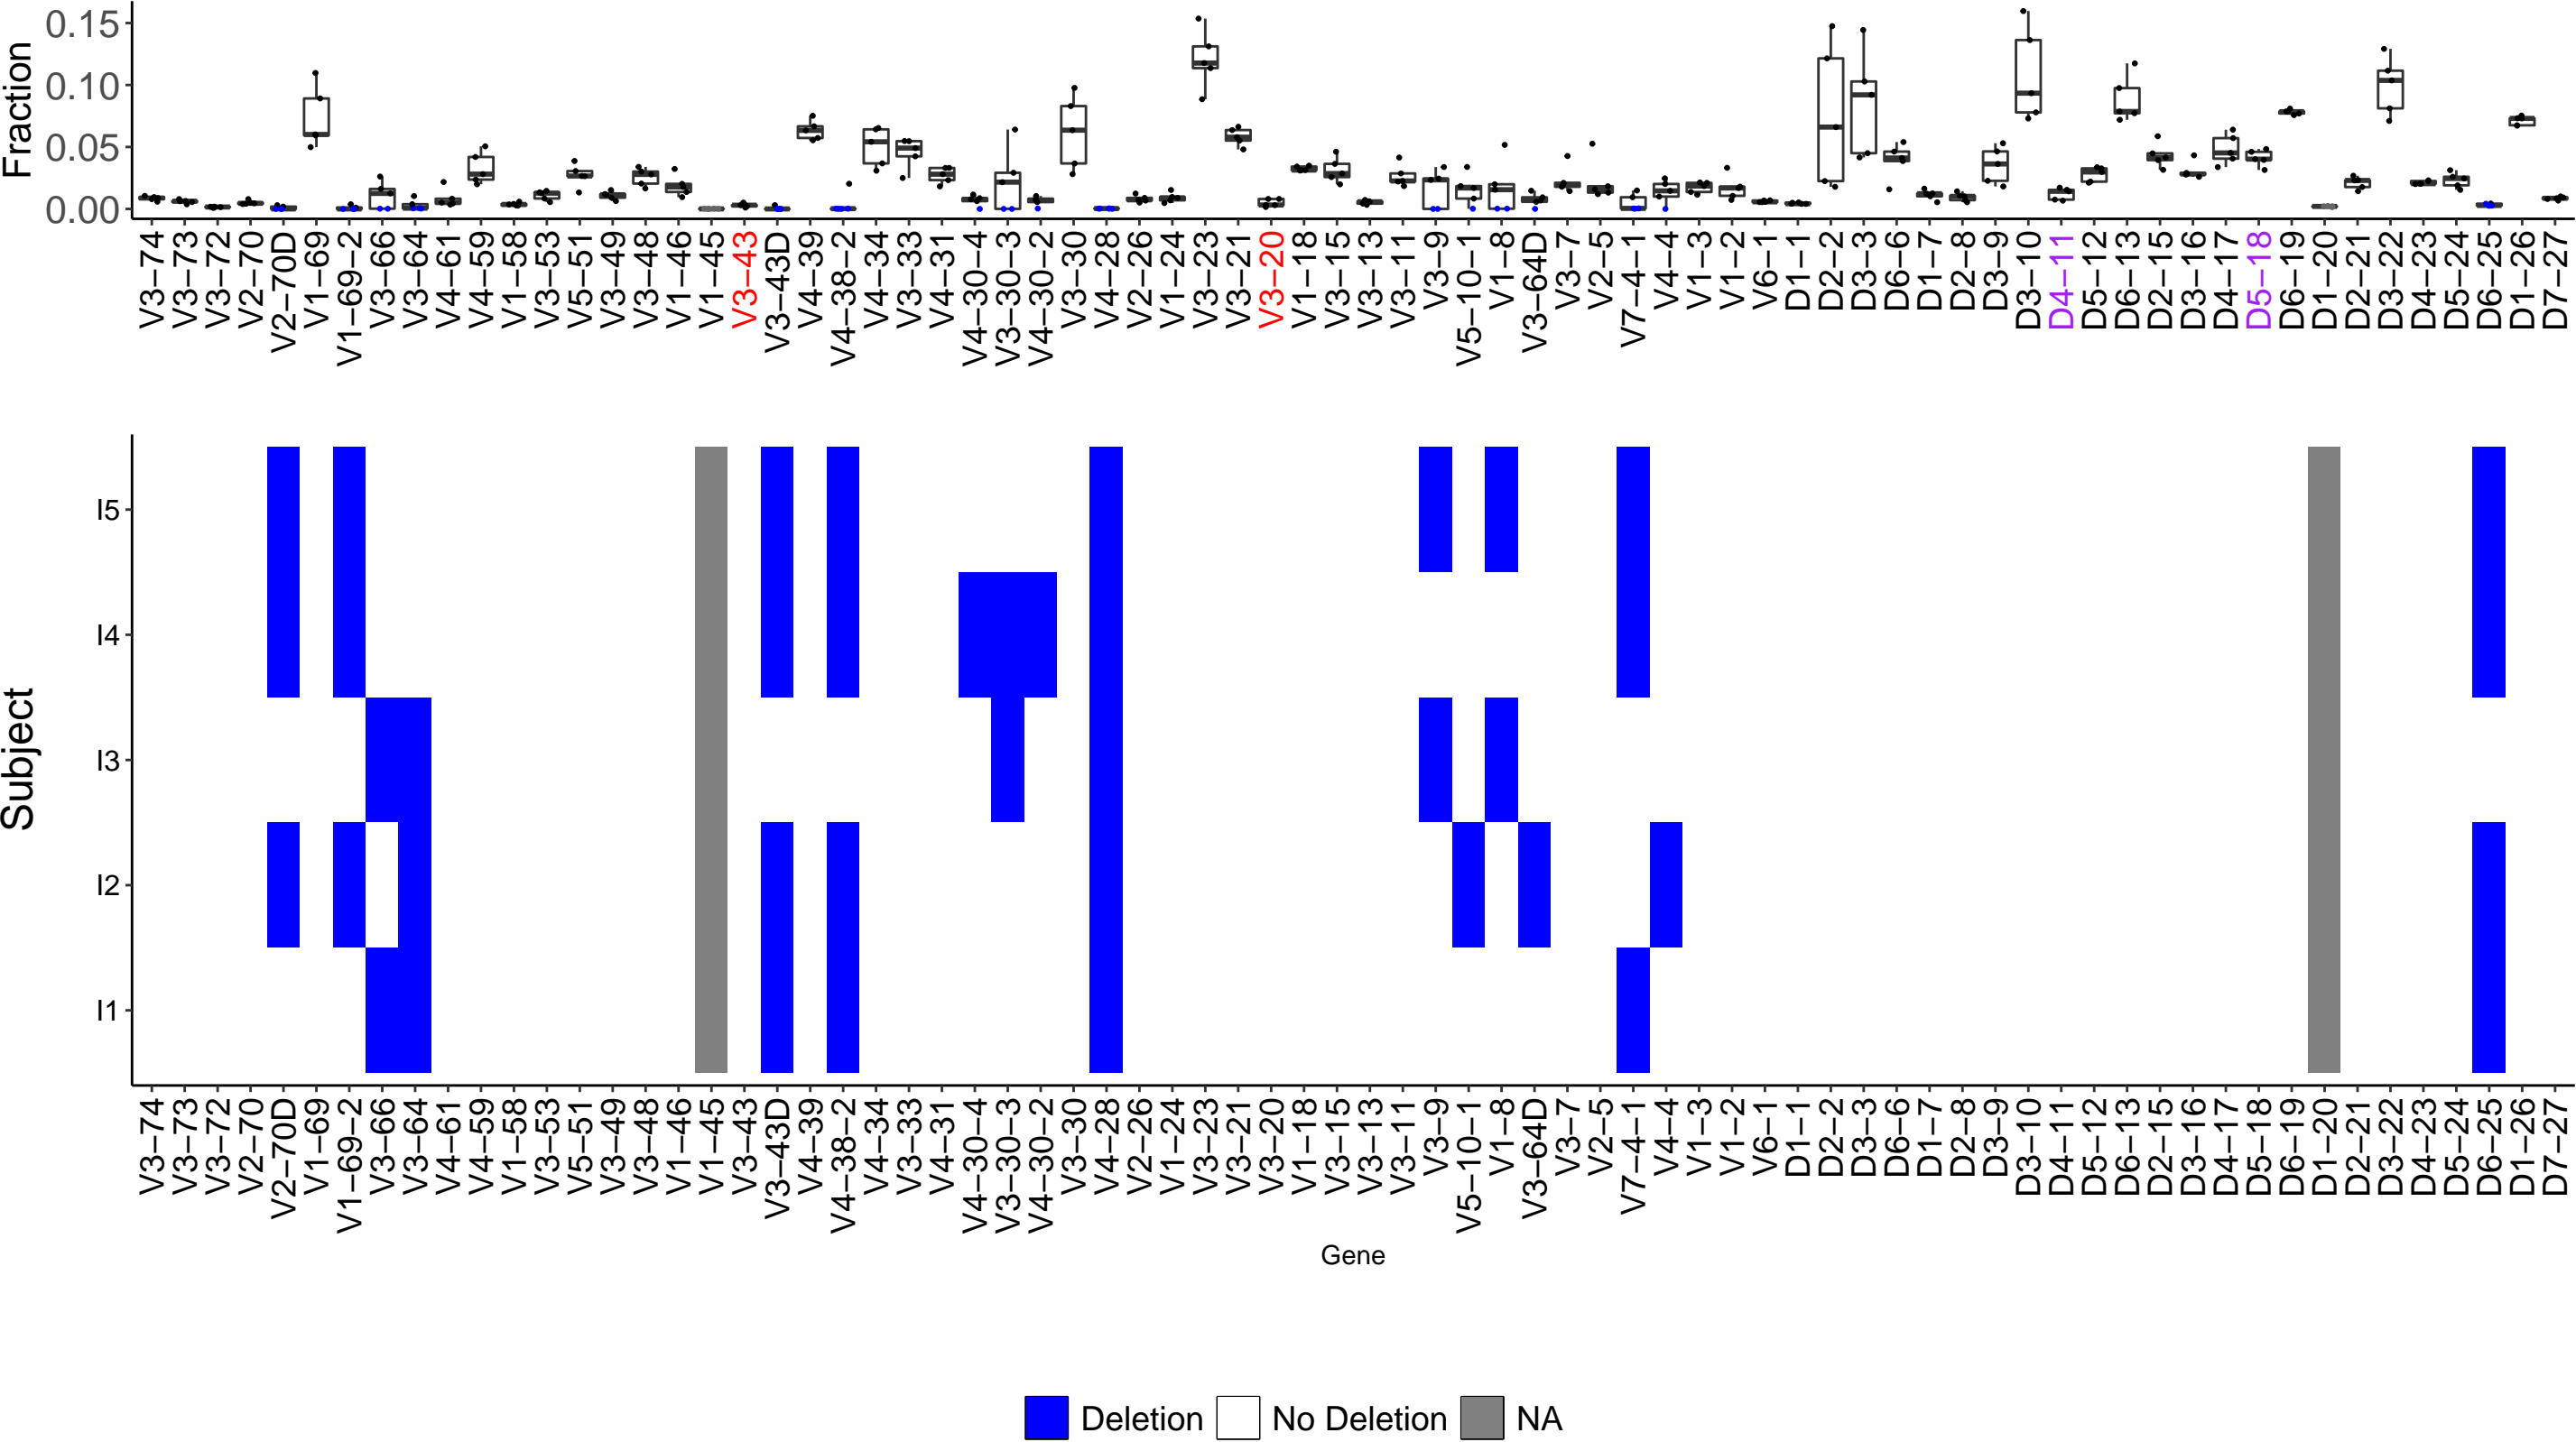 Fraction
0.15
0.10
0.05
0.00
V3−74 V3−73 V3−72 V2−70 V2−70D V1−69 V1−69−2 V3−66 V3−64 V4−61 V4−59 V1−58 V3−53 V5−51 V3−49 V3−48 V1−46 V1−45 V3−43 V3−43D V4−39 V4−38−2 V4−34 V3−33 V4−31 V4−30−4 V3−30−3 V4−30−2 V3−30 V4−28 V2−26 V1−24 V3−23 V3−21 V3−20 V1−18 V3−15 V3−13 V3−11 V3−9 V5−10−1 V1−8 V3−64D V3−7 V2−5 V7−4−1 V4−4 V1−3 V1−2 V6−1 D1−1 D2−2 D3−3 D6−6 D1−7 D2−8 D3−9 D3−10 D4−11 D5−12 D6−13 D2−15 D3−16 D4−17 D5−18 D6−19 D1−20 D2−21 D3−22 D4−23 D5−24 D6−25 D1−26 D7−27
Subject
I5
I4
I3
I2
I1
V3−74 V3−73 V3−72 V2−70 V2−70D V1−69 V1−69−2 V3−66 V3−64 V4−61 V4−59 V1−58 V3−53 V5−51 V3−49 V3−48 V1−46 V1−45 V3−43 V3−43D V4−39 V4−38−2 V4−34 V3−33 V4−31 V4−30−4 V3−30−3 V4−30−2 V3−30 V4−28 V2−26 V1−24 V3−23 V3−21 V3−20 V1−18 V3−15 V3−13 V3−11 V3−9 V5−10−1 V1−8 V3−64D V3−7 V2−5 V7−4−1 V4−4 V1−3 V1−2 V6−1 D1−1 D2−2 D3−3 D6−6 D1−7 D2−8 D3−9 D3−10 D4−11 D5−12 D6−13 D2−15 D3−16 D4−17 D5−18 D6−19 D1−20 D2−21 D3−22 D4−23 D5−24 D6−25 D1−26 D7−27
Gene
Deletion No Deletion NA